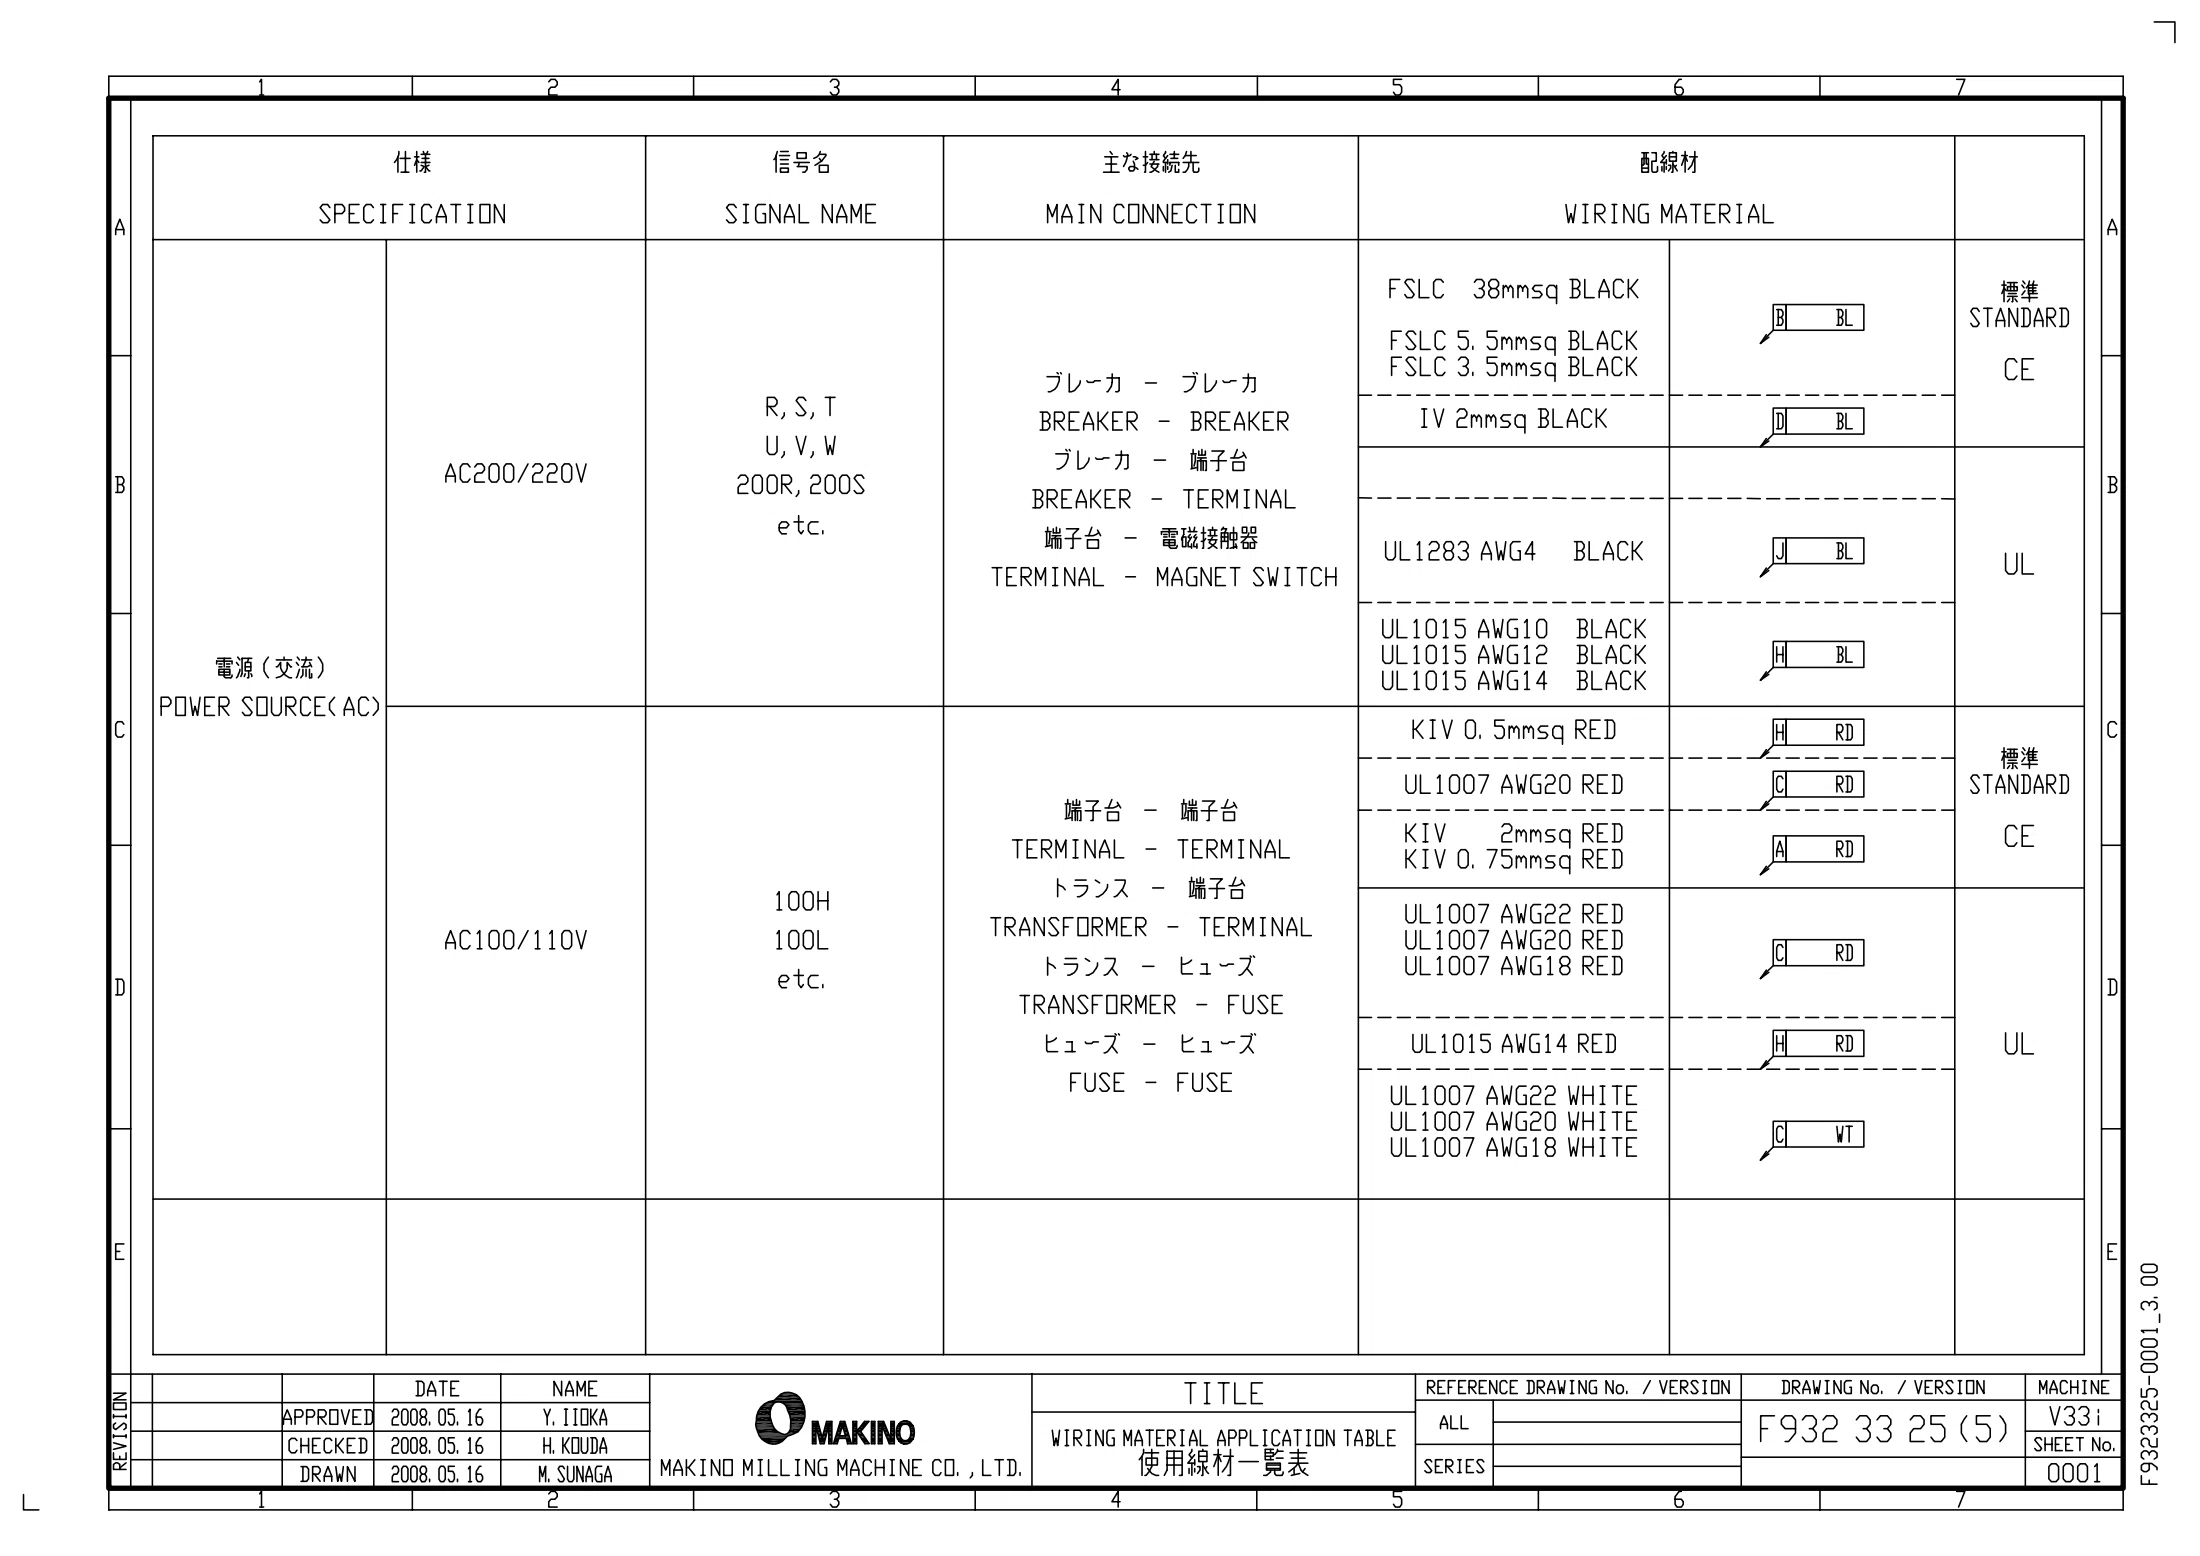 1 2 3 4 5 6 7
仕様 信号名 主な接続先 配線材
SPECIFICATION SIGNAL NAME MAIN CONNECTION WIRING MATERIAL
A A
電源(交流)
POWER SOURCE(AC)
AC200/220V
R, S, T
U, V, W
200R, 200S
etc.
ブレーカ - ブレーカ
BREAKER - BREAKER
ブレーカ - 端子台
BREAKER - TERMINAL
端子台 - 電磁接触器
TERMINAL - MAGNET SWITCH
FSLC 38mmsq BLACK
FSLC 5. 5mmsq BLACK
FSLC 3. 5mmsq BLACK
B BL
標準
STANDARD
CE
IV 2mmsq BLACK
D BL
B B
UL1283 AWG4 BLACK
J BL
UL
UL1015 AWG10 BLACK
UL1015 AWG12 BLACK
UL1015 AWG14 BLACK
H BL
C C
AC100/110V
100H
100L
etc.
端子台 - 端子台
TERMINAL - TERMINAL
トランス - 端子台
TRANSFORMER - TERMINAL
トランス - ヒューズ
TRANSFORMER - FUSE
ヒューズ - ヒューズ
FUSE - FUSE
KIV 0. 5mmsq RED
H RD
UL1007 AWG20 RED
C RD
標準
STANDARD
CE
KIV 2mmsq RED
KIV 0. 75mmsq RED
A RD
UL1007 AWG22 RED
UL1007 AWG20 RED
UL1007 AWG18 RED
C RD
D D
UL1015 AWG14 RED
H RD
UL
UL1007 AWG22 WHITE
UL1007 AWG20 WHITE
UL1007 AWG18 WHITE
C WT
E E
REVISION
DATE NAME
APPROVED 2008. 05. 16 Y. IIOKA
CHECKED 2008. 05. 16 H. KOUDA
DRAWN 2008. 05. 16 M. SUNAGA
MAKINO
MAKINO MILLING MACHINE CO. , LTD.
TITLE
WIRING MATERIAL APPLICATION TABLE
使用線材一覧表
REFERENCE DRAWING No. / VERSION
ALL
SERIES
DRAWING No. / VERSION
F932 33 25 (5)
MACHINE
V33i
SHEET No.
0001
1 2 3 4 5 6 7
F9323325-0001_3. 00